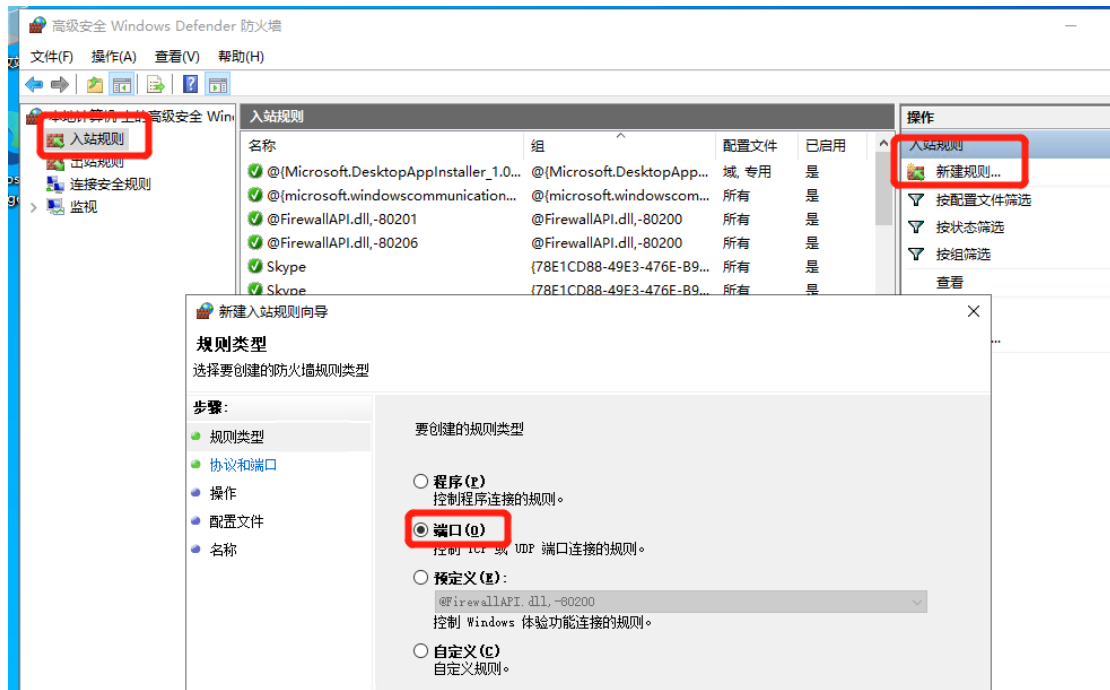 高级安全 Windows Defender 防火墙
文件(F) 操作(A) 查看(V) 帮助(H)
本地计算机 上的高级安全 Win
入站规则
出站规则
连接安全规则
监视
入站规则
名称 组 配置文件 已启用
@{Microsoft.DesktopAppInstaller_1.0... @{Microsoft.DesktopApp... 域, 专用 是
@{microsoft.windowscommunication... @{microsoft.windowscom... 所有 是
@FirewallAPI.dll,-80201 @FirewallAPI.dll,-80200 所有 是
@FirewallAPI.dll,-80206 @FirewallAPI.dll,-80200 所有 是
Skype {78E1CD88-49E3-476E-B9... 所有 是
Skype {78E1CD88-49E3-476E-B9... 所有 是
操作
入站规则
新建规则...
按配置文件筛选
按状态筛选
按组筛选
查看
...
新建入站规则向导
规则类型
选择要创建的防火墙规则类型
步骤:
规则类型
协议和端口
操作
配置文件
名称
要创建的规则类型
程序(P)
控制程序连接的规则。
端口(O)
控制 TCP 或 UDP 端口连接的规则。
预定义(E):
@FirewallAPI.dll,-80200
控制 Windows 体验功能连接的规则。
自定义(C)
自定义规则。